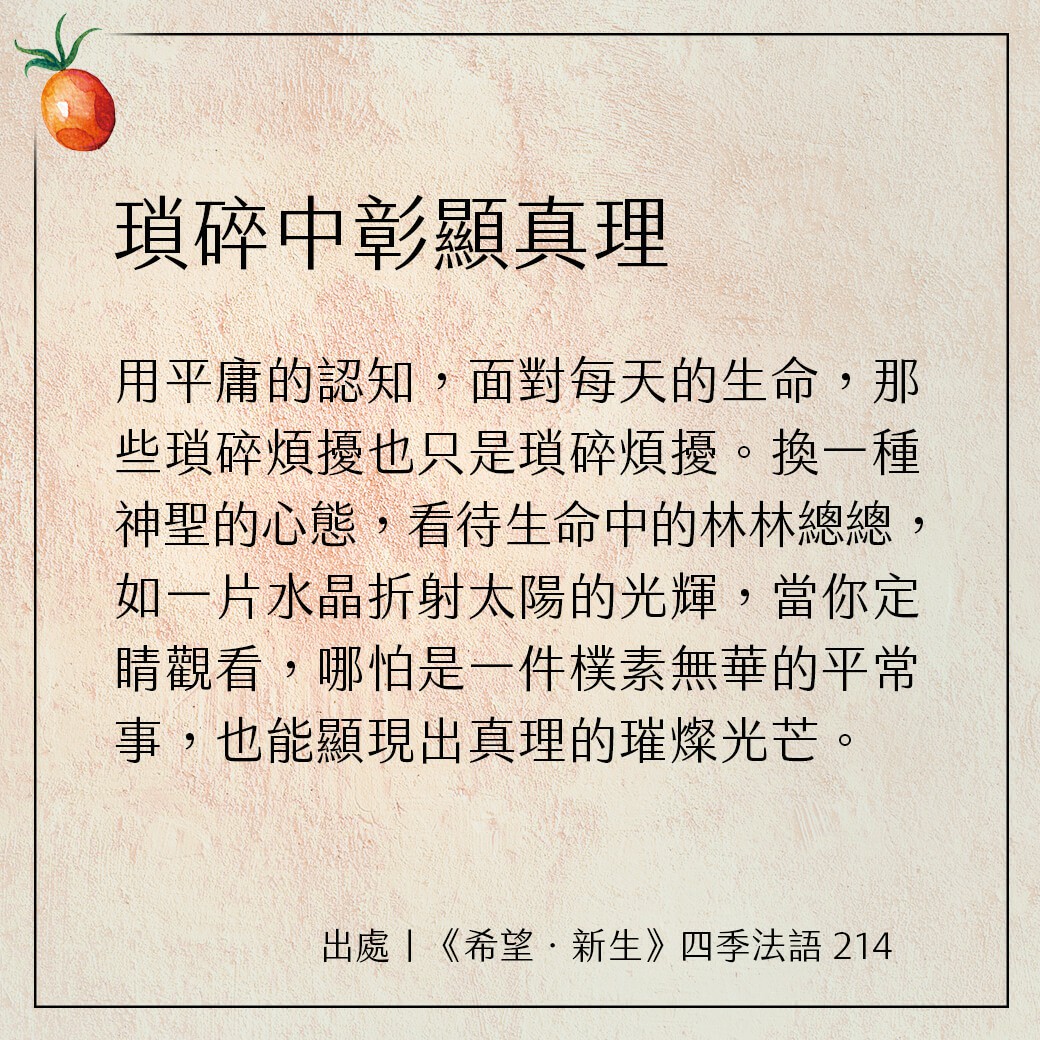 瑣碎中彰顯真理
用平庸的認知，面對每天的生命，那
些瑣碎煩擾也只是瑣碎煩擾。換一種
神聖的心態，看待生命中的林林總總，
如一片水晶折射太陽的光輝，當你定
睛觀看，哪怕是一件樸素無華的平常
事，也能顯現出真理的璀燦光芒。
出處｜《希望．新生》四季法語 214